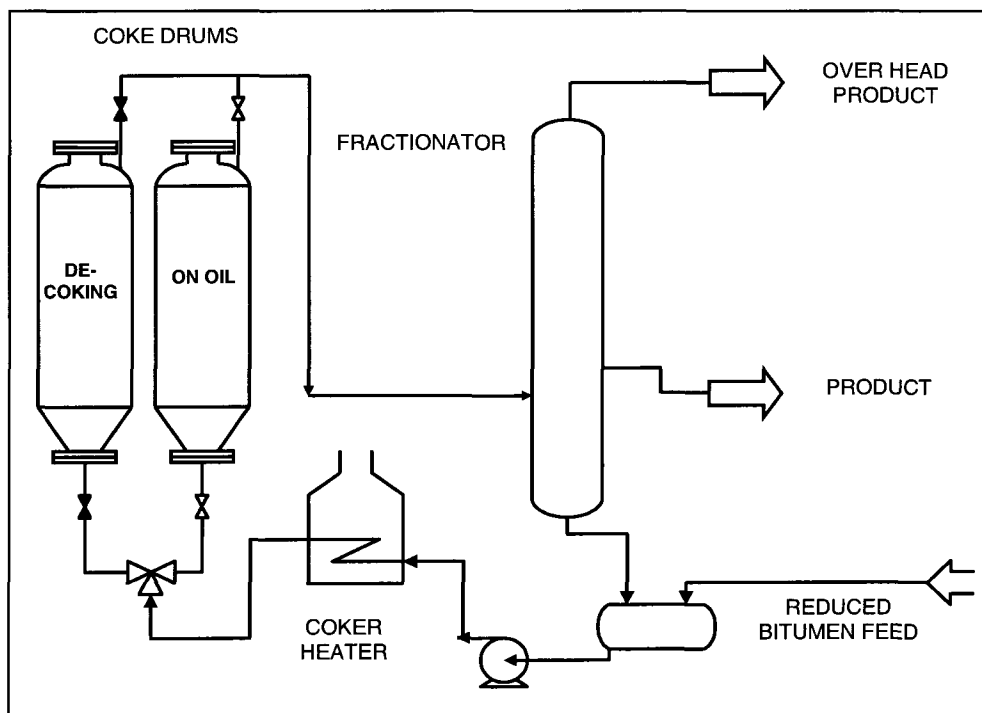 COKE DRUMS
OVER HEAD
PRODUCT
FRACTIONATOR
DE-
COKING
ON OIL
PRODUCT
COKER
HEATER
REDUCED
BITUMEN FEED